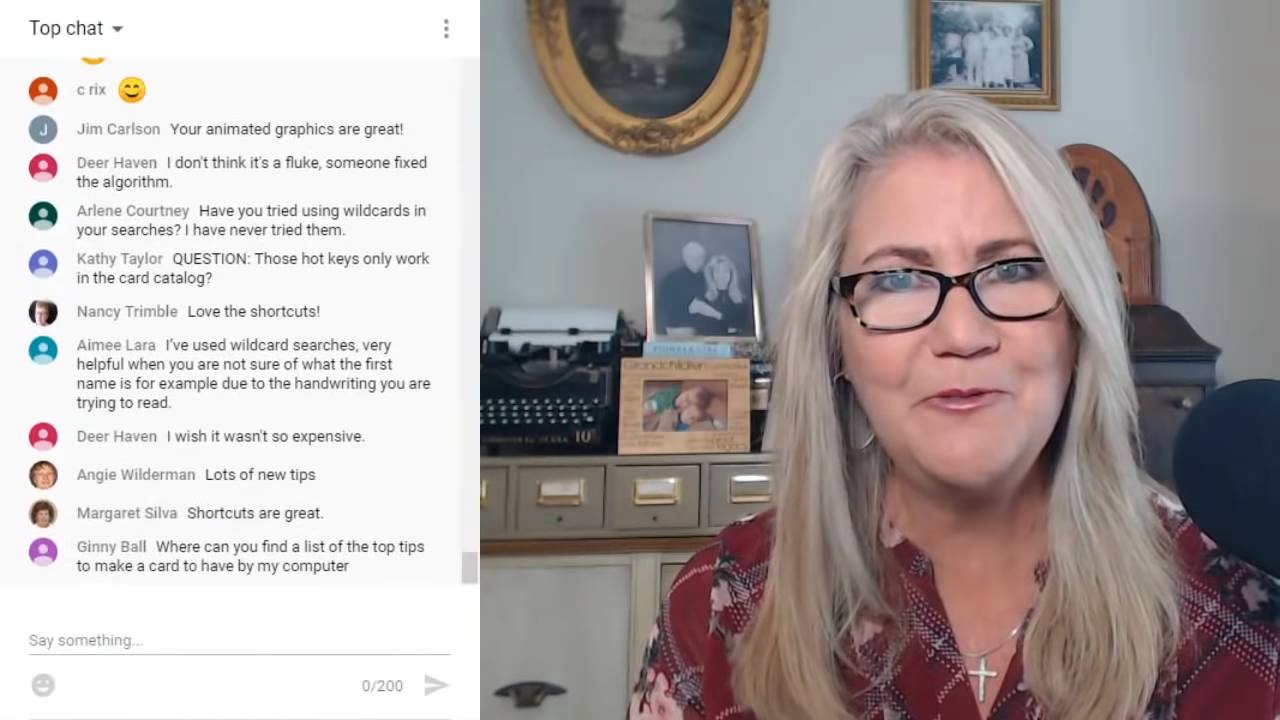 Top chat
c rix
Jim Carlson Your animated graphics are great!
Deer Haven I don't think it's a fluke, someone fixed
the algorithm.
Arlene Courtney Have you tried using wildcards in
your searches? I have never tried them.
Kathy Taylor QUESTION: Those hot keys only work
in the card catalog?
Nancy Trimble Love the shortcuts!
Aimee Lara I've used wildcard searches, very
helpful when you are not sure of what the first
name is for example due to the handwriting you are
trying to read.
Deer Haven I wish it wasn't so expensive.
Angie Wilderman Lots of new tips
Margaret Silva Shortcuts are great.
Ginny Ball Where can you find a list of the top tips
to make a card to have by my computer
Say something...
0/200
J
Grandchildren
10